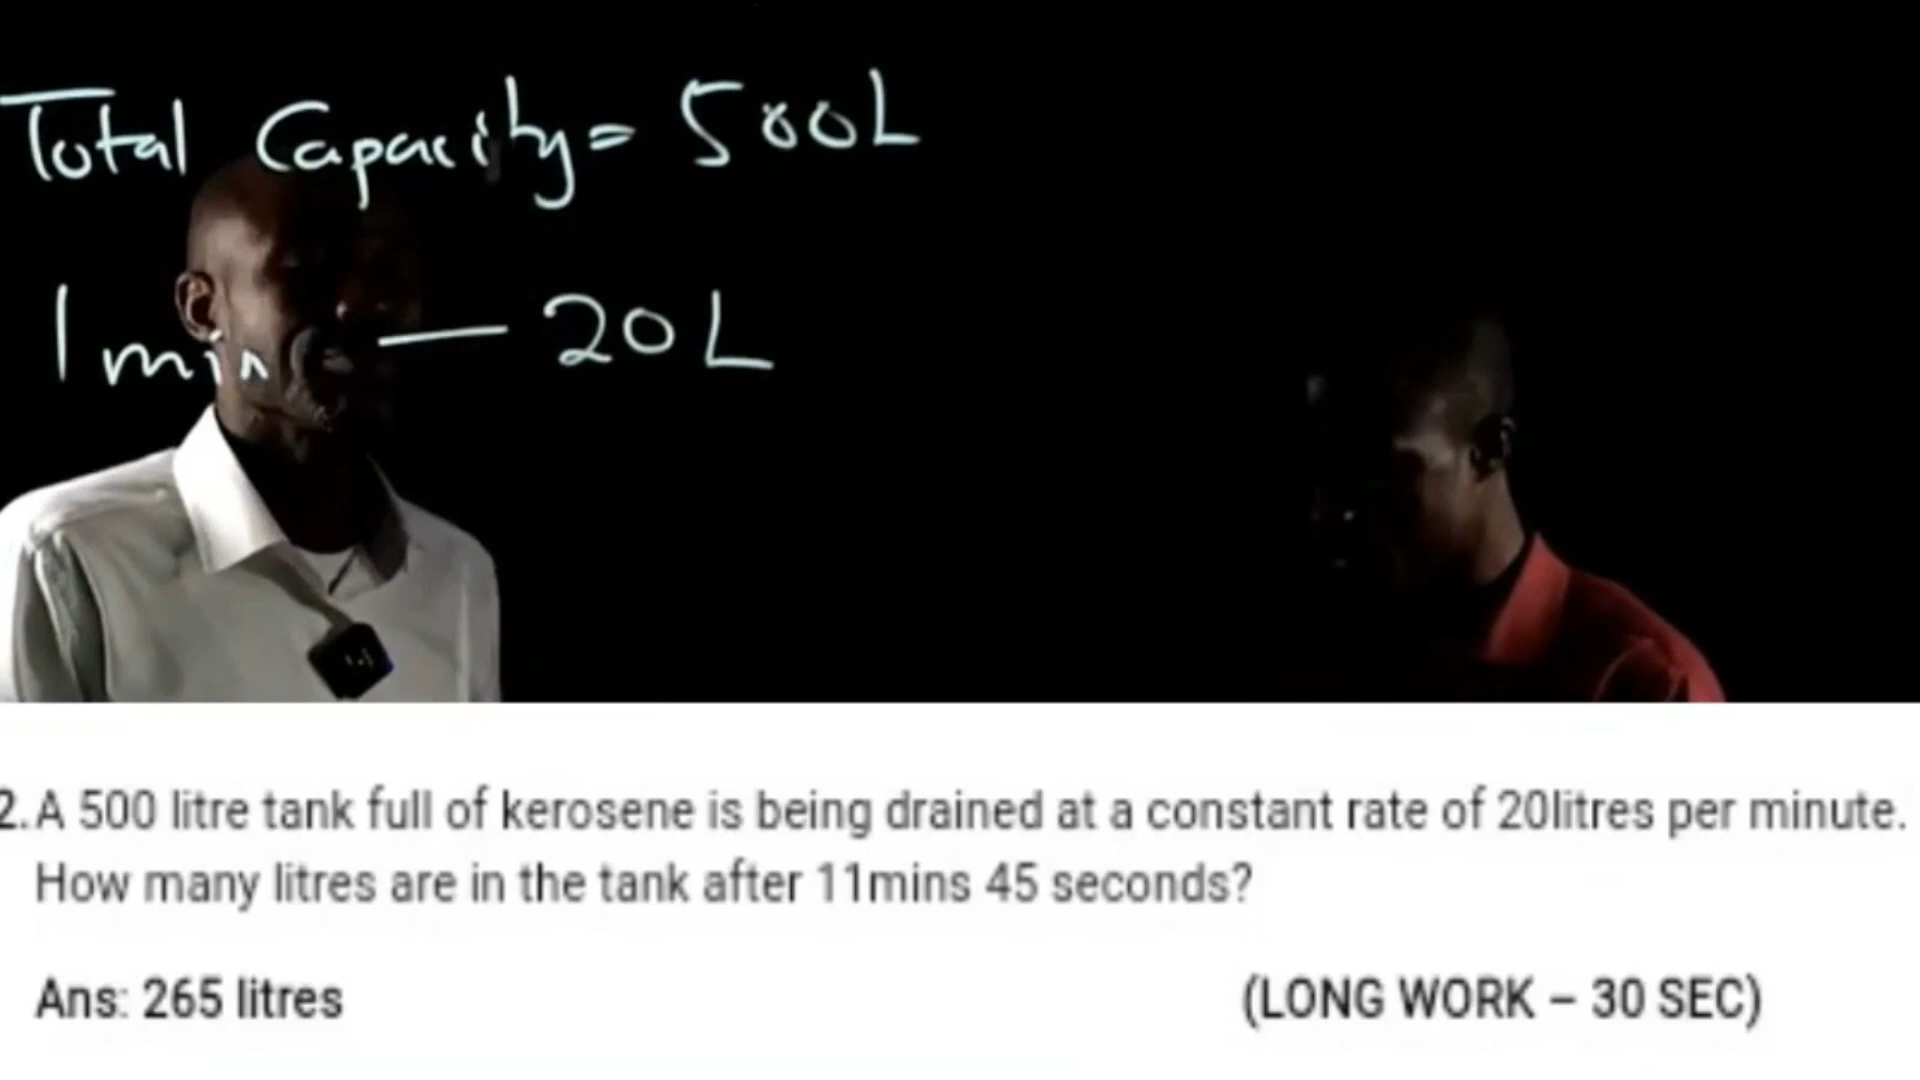 Total Capacity = 500L
1 min — 20 L
2. A 500 litre tank full of kerosene is being drained at a constant rate of 20litres per minute.
How many litres are in the tank after 11mins 45 seconds?
Ans: 265 litres (LONG WORK – 30 SEC)